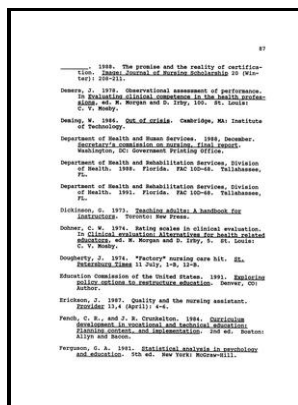 87
________. 1988. The promise and the reality of certifica-
tion. Image: Journal of Nursing Scholarship 20 (Win-
ter): 208-211.
Demers, J. 1978. Observational assessment of performance.
In Evaluating clinical competence in the health profes-
sions, ed. M. Morgan and D. Irby, 100. St. Louis:
C. V. Mosby.
Deming, W. 1986. Out of crisis. Cambridge, MA: Institute
of Technology.
Department of Health and Human Services. 1988, December.
Secretary's commission on nursing, final report.
Washington, DC: Government Printing Office.
Department of Health and Rehabilitation Services, Division
of Health. 1988. Florida. FAC 10D-68. Tallahassee,
FL.
Department of Health and Rehabilitation Services, Division
of Health. 1991. Florida. FAC 10D-68. Tallahassee,
FL.
Dickinson, G. 1973. Teaching adults: A handbook for
instructors. Toronto: New Press.
Dohner, C. W. 1974. Rating scales in clinical evaluation.
In Clinical evaluation: Alternatives for health related
educators, ed. M. Morgan and D. Irby, 5. St. Louis:
C. V. Mosby.
Dougherty, J. 1974. "Factory" nursing care hit. St.
Petersburg Times 11 July, 1-B, 12-B.
Education Commission of the United States. 1991. Exploring
policy options to restructure education. Denver, CO:
Author.
Erickson, J. 1987. Quality and the nursing assistant.
Provider 13,4 (April): 4-6.
Fench, C. R., and J. R. Crunkelton. 1984. Curriculum
development in vocational and technical education:
Planning content, and implementation. 2nd ed. Boston:
Allyn and Bacon.
Ferguson, G. A. 1981. Statistical analysis in psychology
and education. 5th ed. New York: McGraw-Hill.